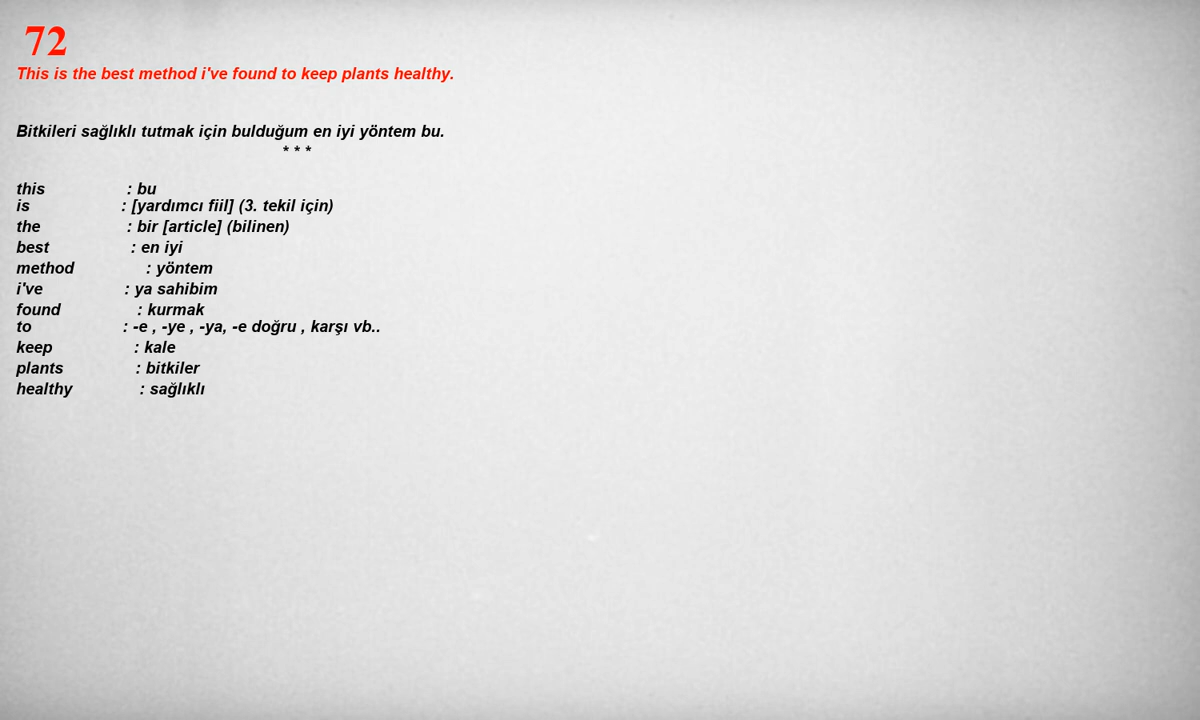 72
This is the best method i've found to keep plants healthy.
Bitkileri sağlıklı tutmak için bulduğum en iyi yöntem bu.
* * *
this : bu
is : [yardımcı fiil] (3. tekil için)
the : bir [article] (bilinen)
best : en iyi
method : yöntem
i've : ya sahibim
found : kurmak
to : -e , -ye , -ya, -e doğru , karşı vb..
keep : kale
plants : bitkiler
healthy : sağlıklı